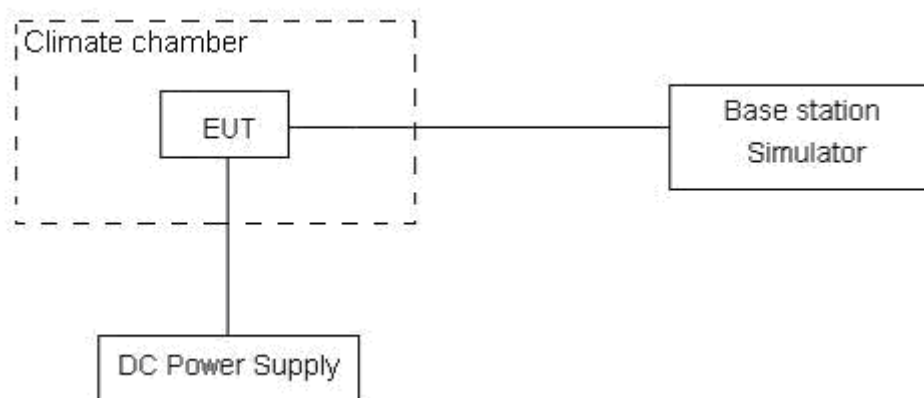 Climate chamber
EUT
Base station
Simulator
DC Power Supply